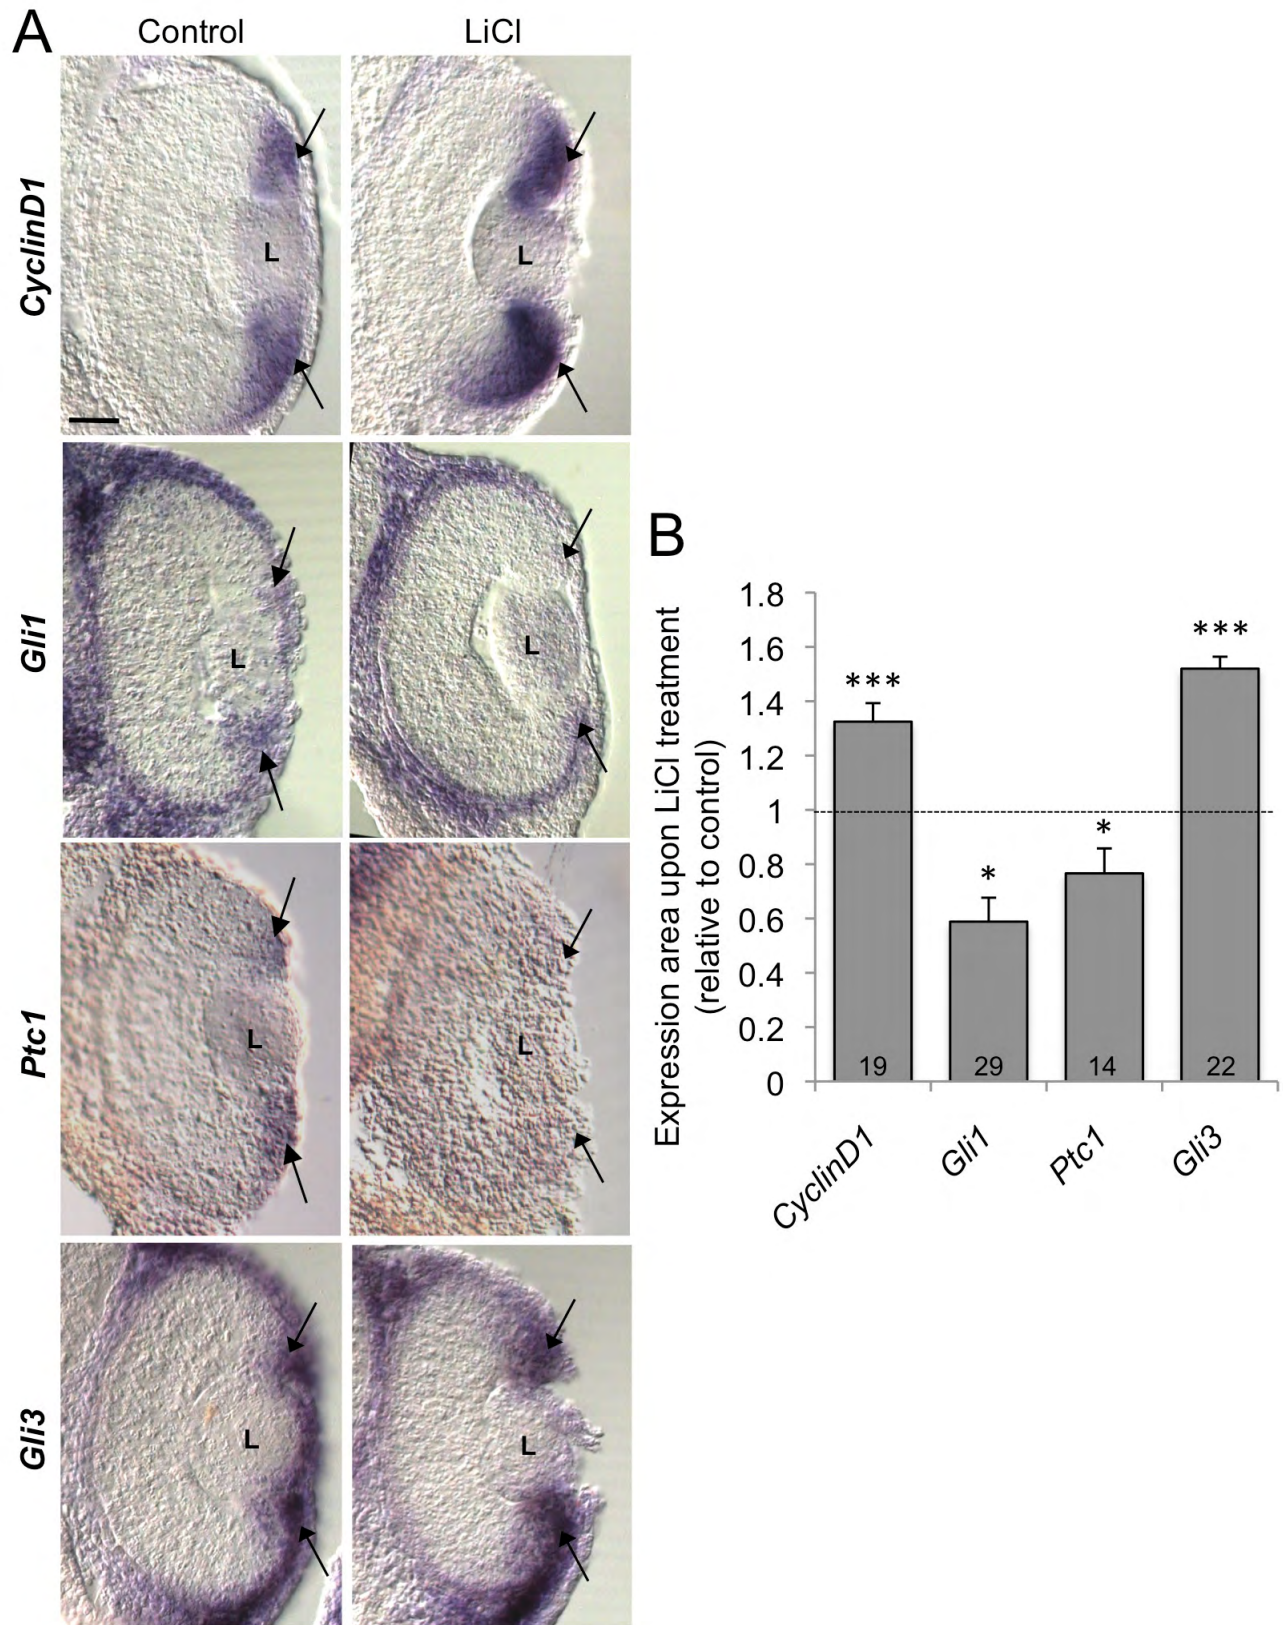 A
Control
LiCl
CyclinD1
L
L
Gli1
L
L
Ptc1
L
L
Gli3
L
L
B
Expression area upon LiCl treatment
(relative to control)
1.8
1.6
1.4
1.2
1
0.8
0.6
0.4
0.2
0
***
*
*
***
19
29
14
22
CyclinD1
Gli1
Ptc1
Gli3